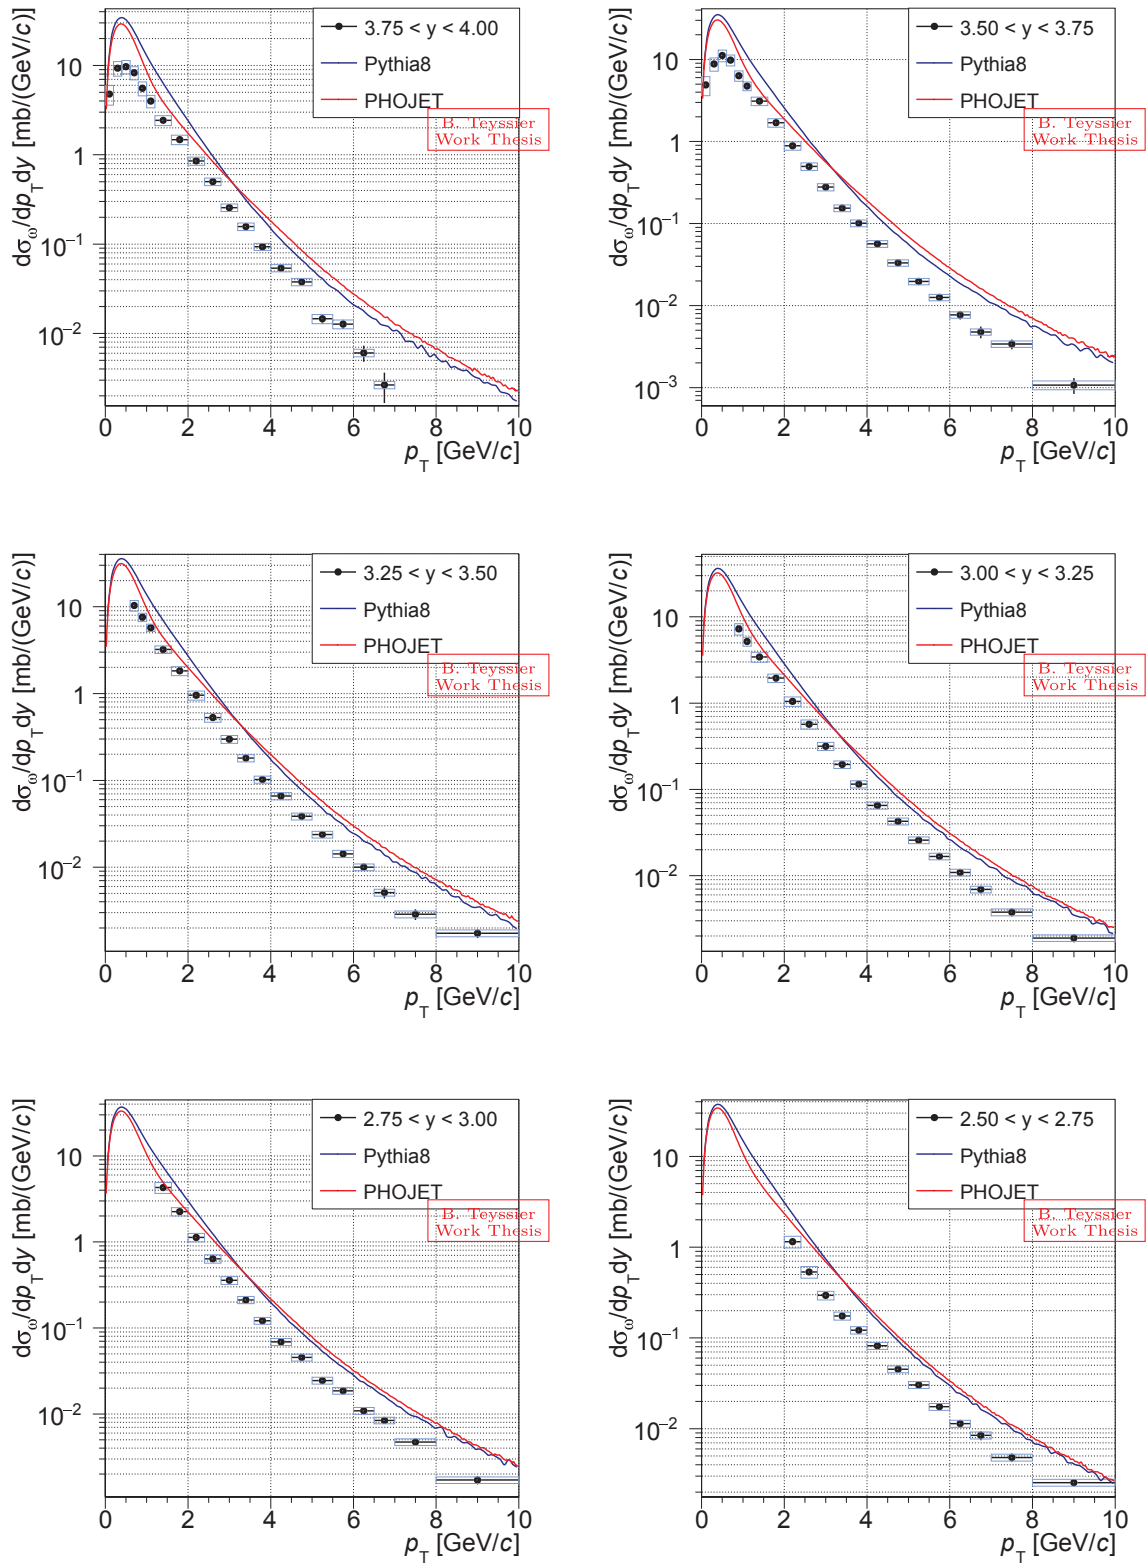 dσω/dpTdy [mb/(GeV/c)]
10
1
10−1
10−2
3.75 < y < 4.00
Pythia8
PHOJET
B. Teyssier
Work Thesis
0 2 4 6 8 10
pT [GeV/c]
dσω/dpTdy [mb/(GeV/c)]
10
1
10−1
10−2
10−3
3.50 < y < 3.75
Pythia8
PHOJET
B. Teyssier
Work Thesis
0 2 4 6 8 10
pT [GeV/c]
dσω/dpTdy [mb/(GeV/c)]
10
1
10−1
10−2
3.25 < y < 3.50
Pythia8
PHOJET
B. Teyssier
Work Thesis
0 2 4 6 8 10
pT [GeV/c]
dσω/dpTdy [mb/(GeV/c)]
10
1
10−1
10−2
3.00 < y < 3.25
Pythia8
PHOJET
B. Teyssier
Work Thesis
0 2 4 6 8 10
pT [GeV/c]
dσω/dpTdy [mb/(GeV/c)]
10
1
10−1
10−2
2.75 < y < 3.00
Pythia8
PHOJET
B. Teyssier
Work Thesis
0 2 4 6 8 10
pT [GeV/c]
dσω/dpTdy [mb/(GeV/c)]
10
1
10−1
10−2
2.50 < y < 2.75
Pythia8
PHOJET
B. Teyssier
Work Thesis
0 2 4 6 8 10
pT [GeV/c]